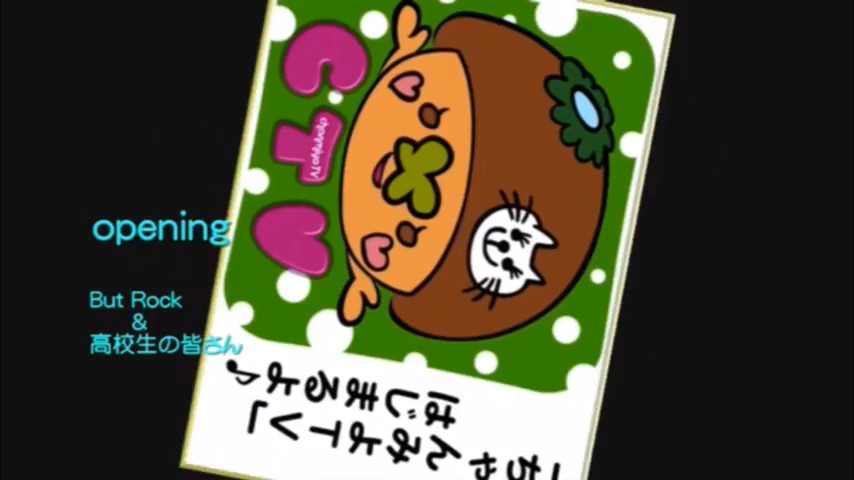 opening
But Rock
&
高校生の皆さん
CTV
chanmiyoTV
「ちゃんみよTV」
はじまるよ♪